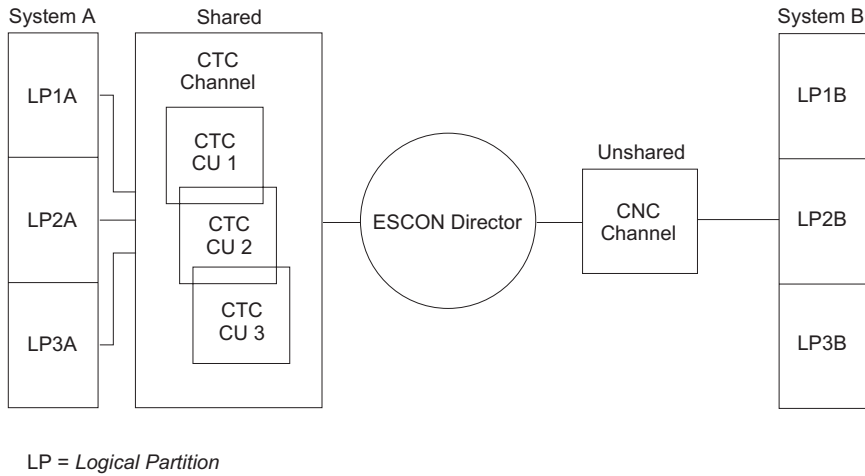 System A
Shared
System B
CTC
Channel
LP1A
LP1B
CTC
CU 1
Unshared
LP2A
CTC
CU 2
ESCON Director
CNC
Channel
LP2B
CTC
CU 3
LP3A
LP3B
LP = Logical Partition